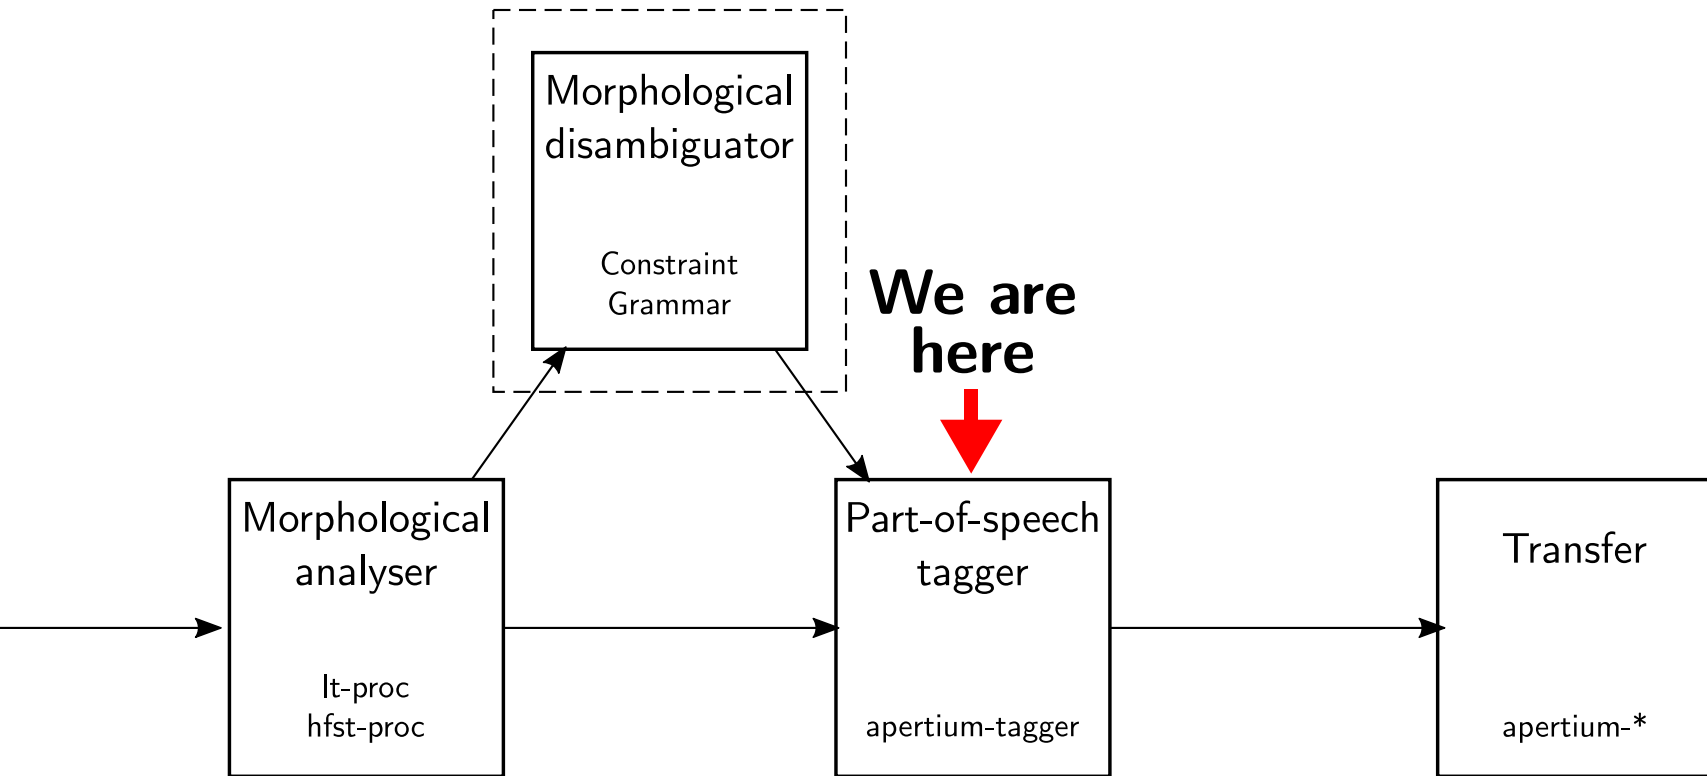 Morphological
disambiguator
Constraint
Grammar
We are
here
Morphological
analyser
lt-proc
hfst-proc
Part-of-speech
tagger
apertium-tagger
Transfer
apertium-*